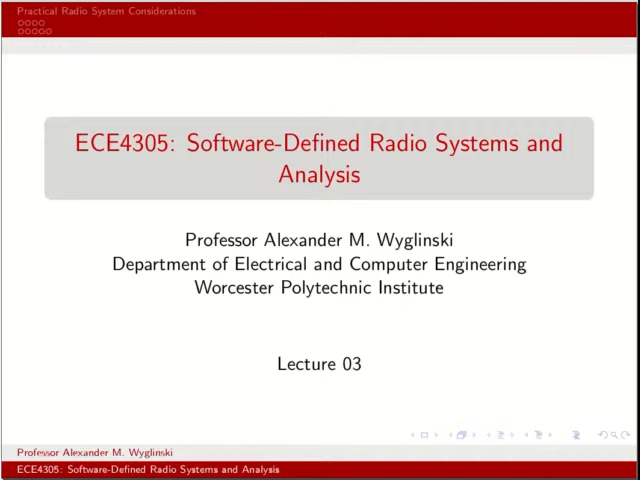 Practical Radio System Considerations
ECE4305: Software-Defined Radio Systems and
Analysis
Professor Alexander M. Wyglinski
Department of Electrical and Computer Engineering
Worcester Polytechnic Institute
Lecture 03
Professor Alexander M. Wyglinski
ECE4305: Software-Defined Radio Systems and Analysis